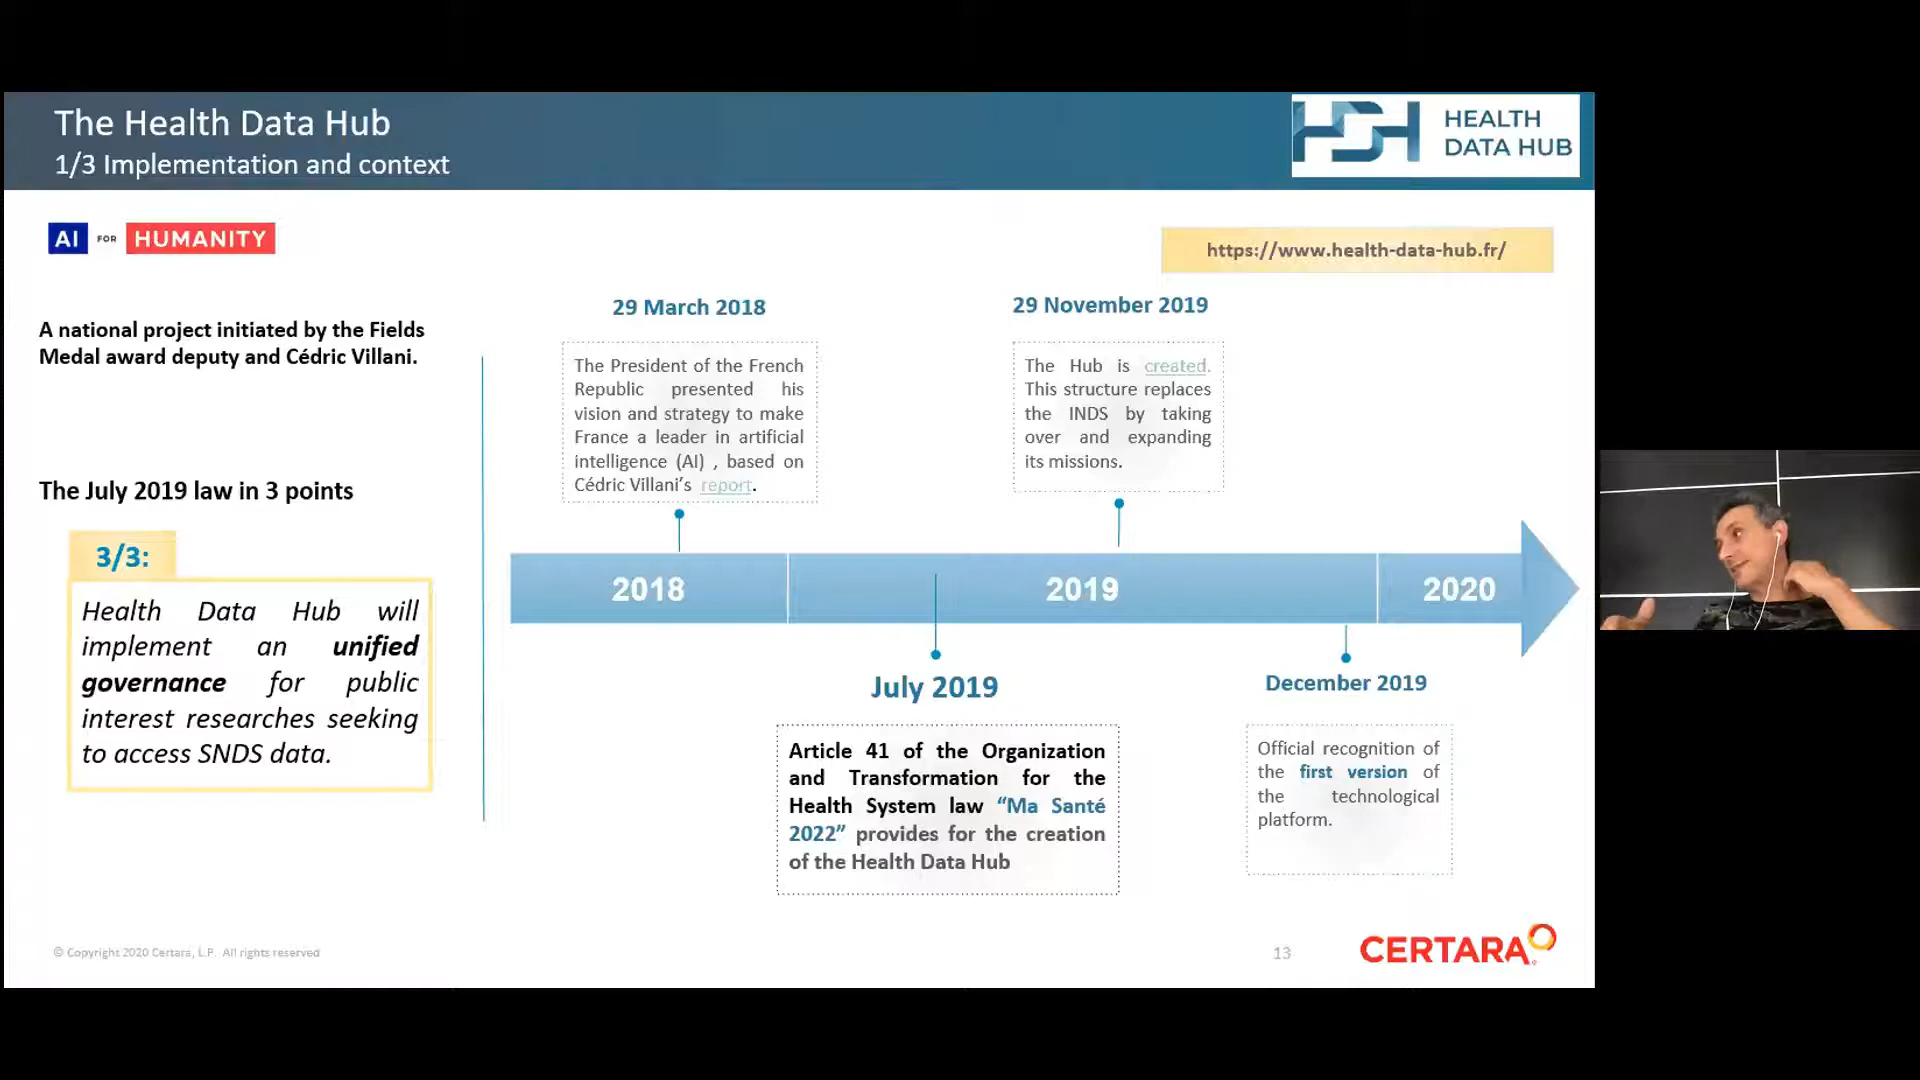 The Health Data Hub
1/3 Implementation and context
HEALTH
DATA HUB
AI FOR HUMANITY
https://www.health-data-hub.fr/
A national project initiated by the Fields
Medal award deputy and Cédric Villani.
The July 2019 law in 3 points
3/3:
Health Data Hub will
implement an unified
governance for public
interest researches seeking
to access SNDS data.
29 March 2018
The President of the French
Republic presented his
vision and strategy to make
France a leader in artificial
intelligence (AI) , based on
Cédric Villani’s report.
29 November 2019
The Hub is created.
This structure replaces
the INDS by taking
over and expanding
its missions.
2018
2019
2020
July 2019
Article 41 of the Organization
and Transformation for the
Health System law “Ma Santé
2022” provides for the creation
of the Health Data Hub
December 2019
Official recognition of
the first version of
the technological
platform.
© Copyright 2020 Certara, L.P. All rights reserved
13
CERTARA